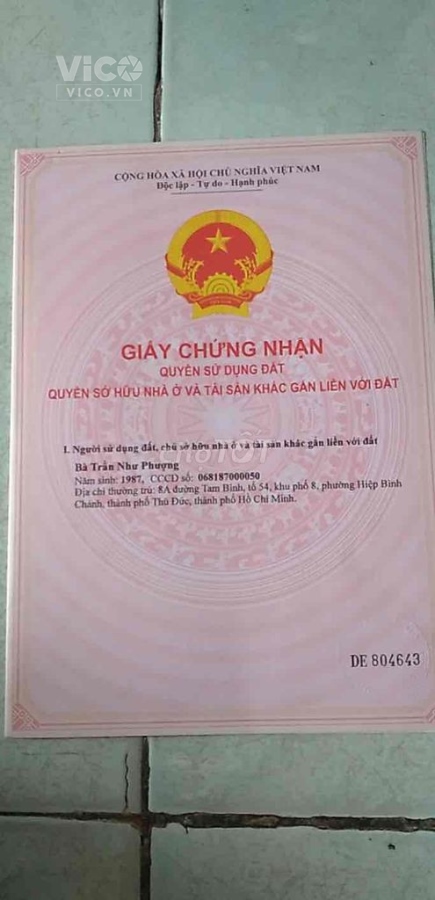 ViCO
VICO.VN
CỘNG HÒA XÃ HỘI CHỦ NGHĨA VIỆT NAM
Độc lập - Tự do - Hạnh phúc
GIẤY CHỨNG NHẬN
QUYỀN SỬ DỤNG ĐẤT
QUYỀN SỞ HỮU NHÀ Ở VÀ TÀI SẢN KHÁC GẮN LIỀN VỚI ĐẤT
I. Người sử dụng đất, chủ sở hữu nhà ở và tài sản khác gắn liền với đất
Bà Trần Như Phượng
Năm sinh: 1987, CCCD số: 068187000050
Địa chỉ thường trú: 8A đường Tam Bình, tổ 54, khu phố 8, phường Hiệp Bình
Chánh, thành phố Thủ Đức, thành phố Hồ Chí Minh.
DE 804643